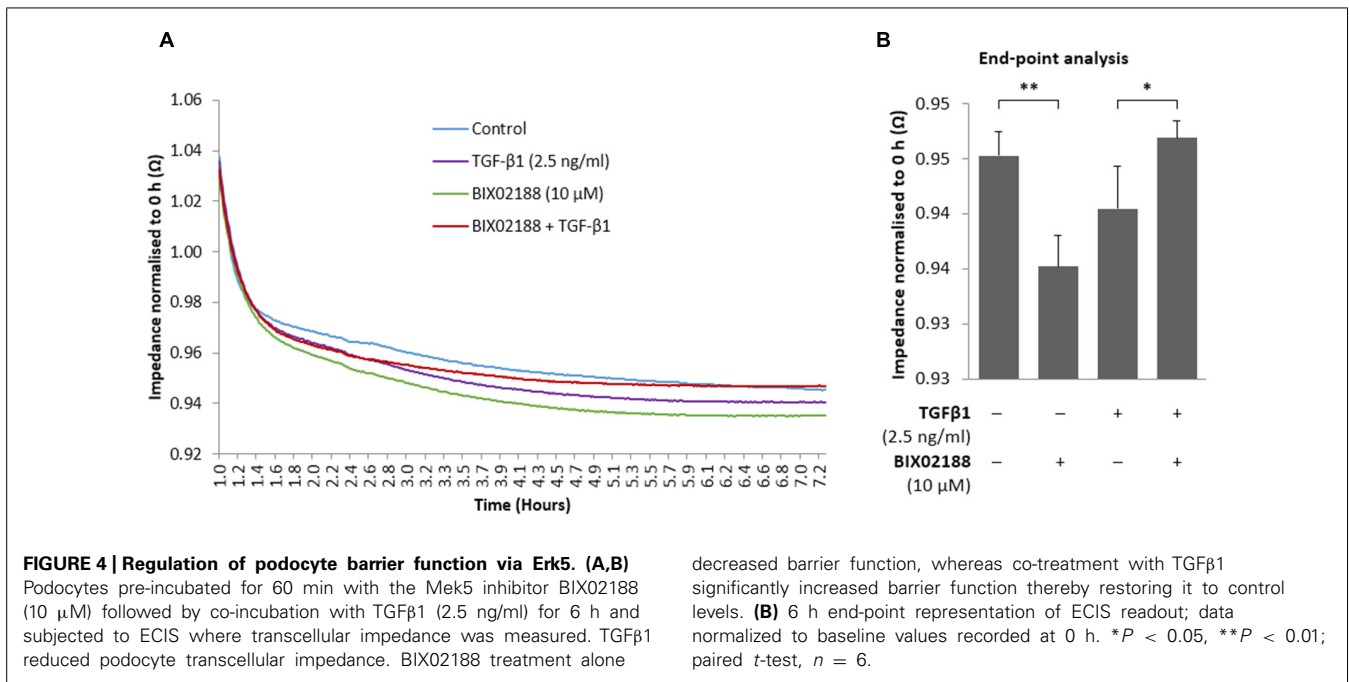 A
1.06
1.04
1.02
1.00
0.98
0.96
0.94
0.92
Impedance normalised to 0 h (Ω)
Control
TGF-β1 (2.5 ng/ml)
BIX02188 (10 μM)
BIX02188 + TGF-β1
1.0 1.2 1.4 1.6 1.8 2.0 2.2 2.4 2.6 2.8 3.0 3.2 3.3 3.5 3.7 3.9 4.1 4.3 4.5 4.7 4.9 5.1 5.3 5.5 5.7 5.9 6.1 6.2 6.4 6.6 6.8 7.0 7.2
Time (Hours)
B
End-point analysis
** *
0.95
0.95
0.94
0.94
0.93
0.93
Impedance normalised to 0 h (Ω)
TGFβ1 – – + +
(2.5 ng/ml)
BIX02188 – + – +
(10 μM)
FIGURE 4 | Regulation of podocyte barrier function via Erk5. (A,B)
Podocytes pre-incubated for 60 min with the Mek5 inhibitor BIX02188
(10 μM) followed by co-incubation with TGFβ1 (2.5 ng/ml) for 6 h and
subjected to ECIS where transcellular impedance was measured. TGFβ1
reduced podocyte transcellular impedance. BIX02188 treatment alone
decreased barrier function, whereas co-treatment with TGFβ1
significantly increased barrier function thereby restoring it to control
levels. (B) 6 h end-point representation of ECIS readout; data
normalized to baseline values recorded at 0 h. *P < 0.05, **P < 0.01;
paired t-test, n = 6.